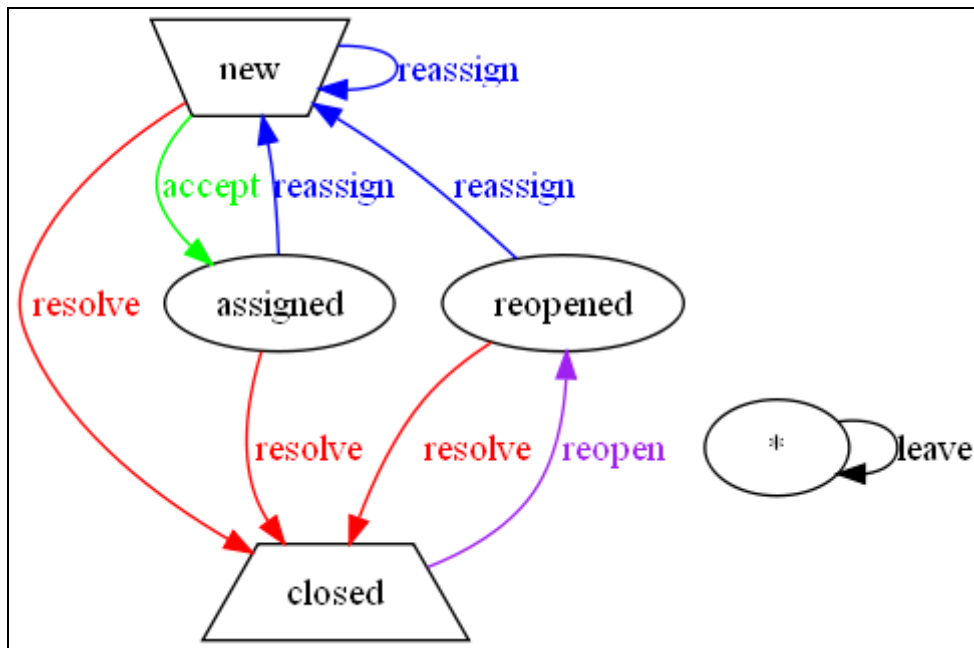 new
reassign
accept
reassign
reassign
resolve
assigned
reopened
resolve
resolve
reopen
*
leave
closed